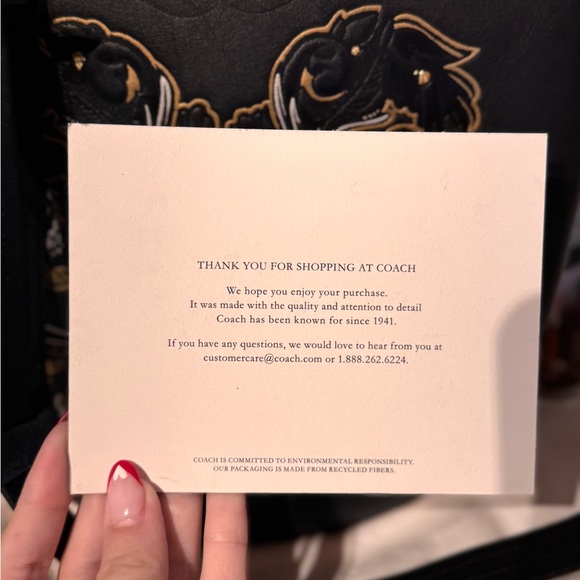 THANK YOU FOR SHOPPING AT COACH
We hope you enjoy your purchase.
It was made with the quality and attention to detail
Coach has been known for since 1941.
If you have any questions, we would love to hear from you at
customercare@coach.com or 1.888.262.6224.
COACH IS COMMITTED TO ENVIRONMENTAL RESPONSIBILITY.
OUR PACKAGING IS MADE FROM RECYCLED FIBERS.